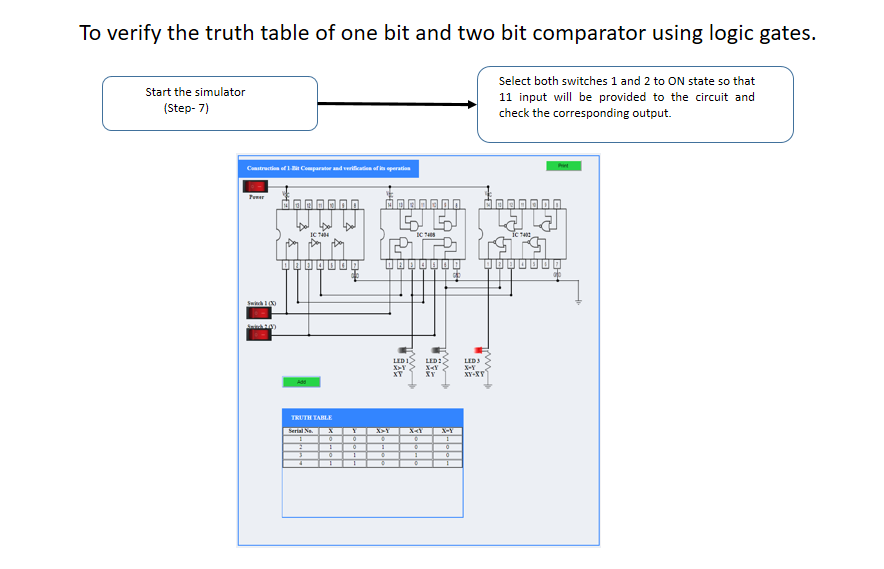 To verify the truth table of one bit and two bit comparator using logic gates.
Start the simulator
(Step- 7)
Select both switches 1 and 2 to ON state so that
11 input will be provided to the circuit and
check the corresponding output.
Construction of 1-Bit Comparator and verification of its operation
Print
Power
IC 7404
IC 7408
IC 7402
Switch 1 (X)
Switch 2 (Y)
LED 1 LED 2 LED 3
X>Y X<Y X=Y
Add
TRUTH TABLE
Serial No. X Y X>Y X<Y X=Y
1 0 0 0 0 1
2 1 0 1 0 0
3 0 1 0 1 0
4 1 1 0 0 1